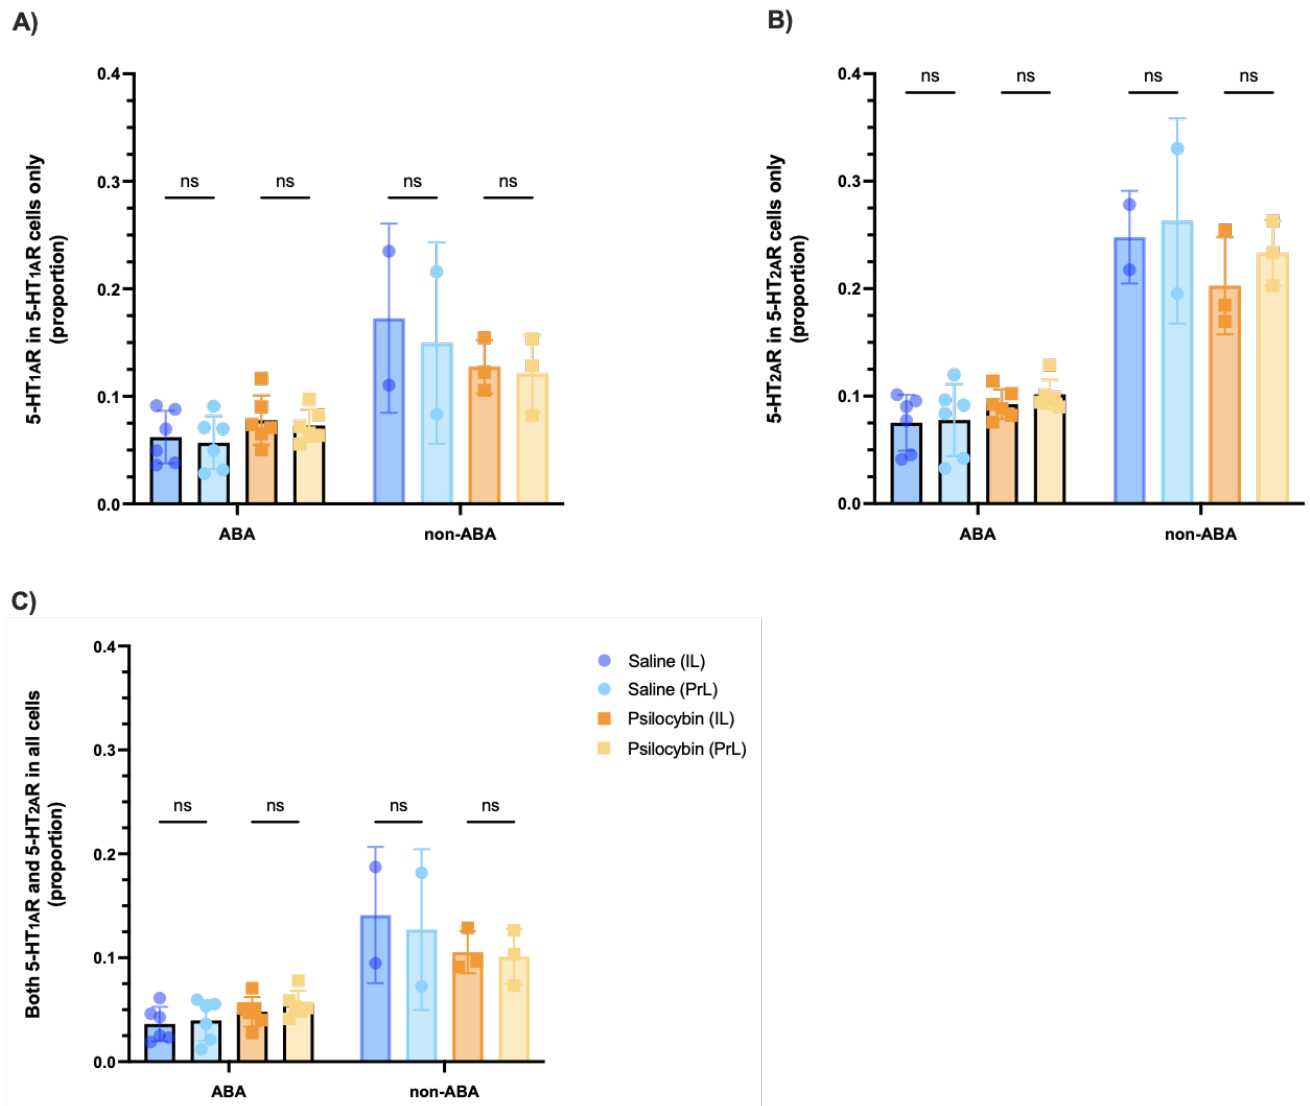 A)
5-HT1AR in 5-HT1AR cells only
(proportion)
0.4
0.3
0.2
0.1
0.0
ns
ns
ns
ns
ABA
non-ABA
B)
5-HT2AR in 5-HT2AR cells only
(proportion)
0.4
0.3
0.2
0.1
0.0
ns
ns
ns
ns
ABA
non-ABA
C)
Both 5-HT1AR and 5-HT2AR in all cells
(proportion)
0.4
0.3
0.2
0.1
0.0
ns
ns
ns
ns
ABA
non-ABA
Saline (IL)
Saline (PrL)
Psilocybin (IL)
Psilocybin (PrL)